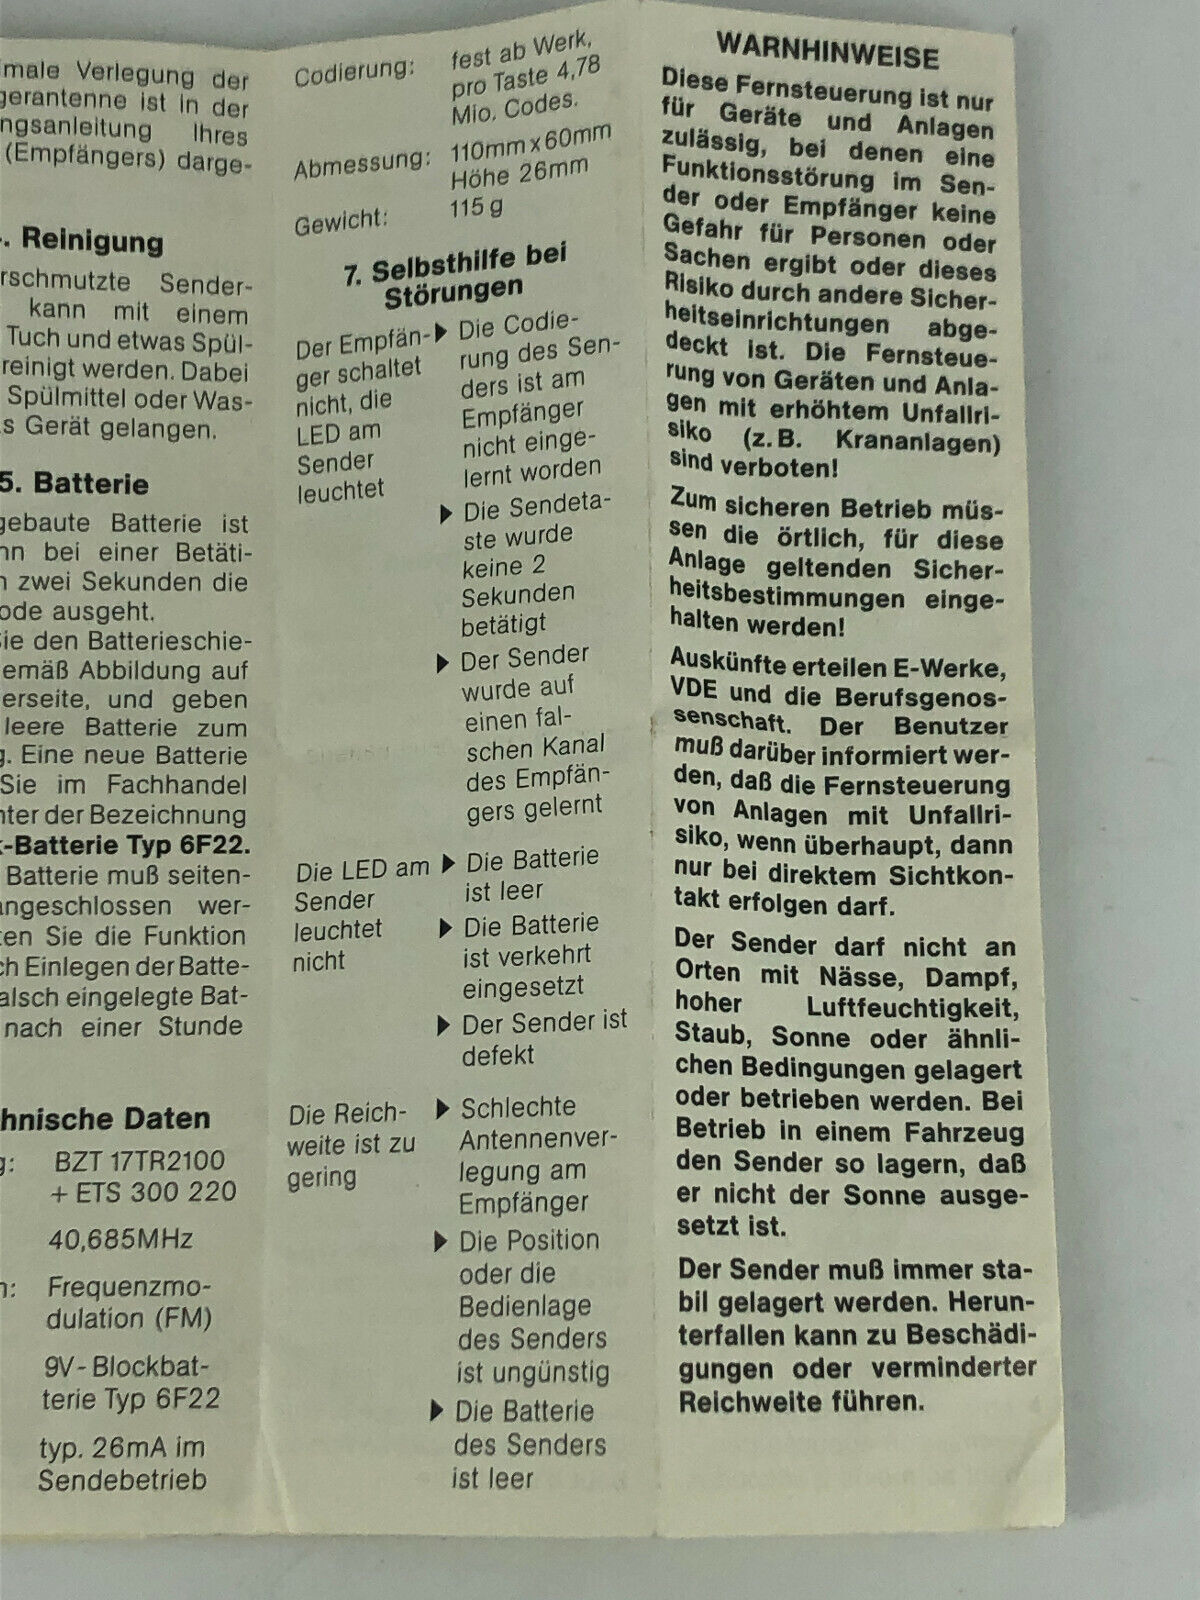 male Verlegung der
gerantenne ist in der
ngsanleitung Ihres
(Empfängers) darge-
. Reinigung
rschmutzte Sender-
kann mit einem
Tuch und etwas Spül-
reinigt werden. Dabei
Spülmittel oder Was-
s Gerät gelangen.
5. Batterie
gebaute Batterie ist
nn bei einer Betäti-
n zwei Sekunden die
ode ausgeht.
ie den Batterieschie-
emäß Abbildung auf
erseite, und geben
leere Batterie zum
g. Eine neue Batterie
Sie im Fachhandel
nter der Bezeichnung
-Batterie Typ 6F22.
Batterie muß seiten-
angeschlossen wer-
ten Sie die Funktion
ch Einlegen der Batte-
alsch eingelegte Bat-
nach einer Stunde
hnische Daten
g: BZT 17TR2100
+ ETS 300 220
40,685MHz
n: Frequenzmo-
dulation (FM)
9V-Blockbat-
terie Typ 6F22
typ. 26mA im
Sendebetrieb
Codierung: fest ab Werk,
pro Taste 4,78
Mio. Codes.
Abmessung: 110mm x 60mm
Höhe 26mm
Gewicht: 115 g
7. Selbsthilfe bei
Störungen
Der Empfän-
ger schaltet
nicht, die
LED am
Sender
leuchtet
▶ Die Codie-
rung des Sen-
ders ist am
Empfänger
nicht einge-
lernt worden
▶ Die Sendeta-
ste wurde
keine 2
Sekunden
betätigt
▶ Der Sender
wurde auf
einen fal-
schen Kanal
des Empfän-
gers gelernt
Die LED am
Sender
leuchtet
nicht
▶ Die Batterie
ist leer
▶ Die Batterie
ist verkehrt
eingesetzt
▶ Der Sender ist
defekt
Die Reich-
weite ist zu
gering
▶ Schlechte
Antennenver-
legung am
Empfänger
▶ Die Position
oder die
Bedienlage
des Senders
ist ungünstig
▶ Die Batterie
des Senders
ist leer
WARNHINWEISE
Diese Fernsteuerung ist nur
für Geräte und Anlagen
zulässig, bei denen eine
Funktionsstörung im Sen-
der oder Empfänger keine
Gefahr für Personen oder
Sachen ergibt oder dieses
Risiko durch andere Sicher-
heitseinrichtungen abge-
deckt ist. Die Fernsteue-
rung von Geräten und Anla-
gen mit erhöhtem Unfallri-
siko (z.B. Krananlagen)
sind verboten!
Zum sicheren Betrieb müs-
sen die örtlich, für diese
Anlage geltenden Sicher-
heitsbestimmungen einge-
halten werden!
Auskünfte erteilen E-Werke,
VDE und die Berufsgenos-
senschaft. Der Benutzer
muß darüber informiert wer-
den, daß die Fernsteuerung
von Anlagen mit Unfallri-
siko, wenn überhaupt, dann
nur bei direktem Sichtkon-
takt erfolgen darf.
Der Sender darf nicht an
Orten mit Nässe, Dampf,
hoher Luftfeuchtigkeit,
Staub, Sonne oder ähnli-
chen Bedingungen gelagert
oder betrieben werden. Bei
Betrieb in einem Fahrzeug
den Sender so lagern, daß
er nicht der Sonne ausge-
setzt ist.
Der Sender muß immer sta-
bil gelagert werden. Herun-
terfallen kann zu Beschädi-
gungen oder verminderter
Reichweite führen.